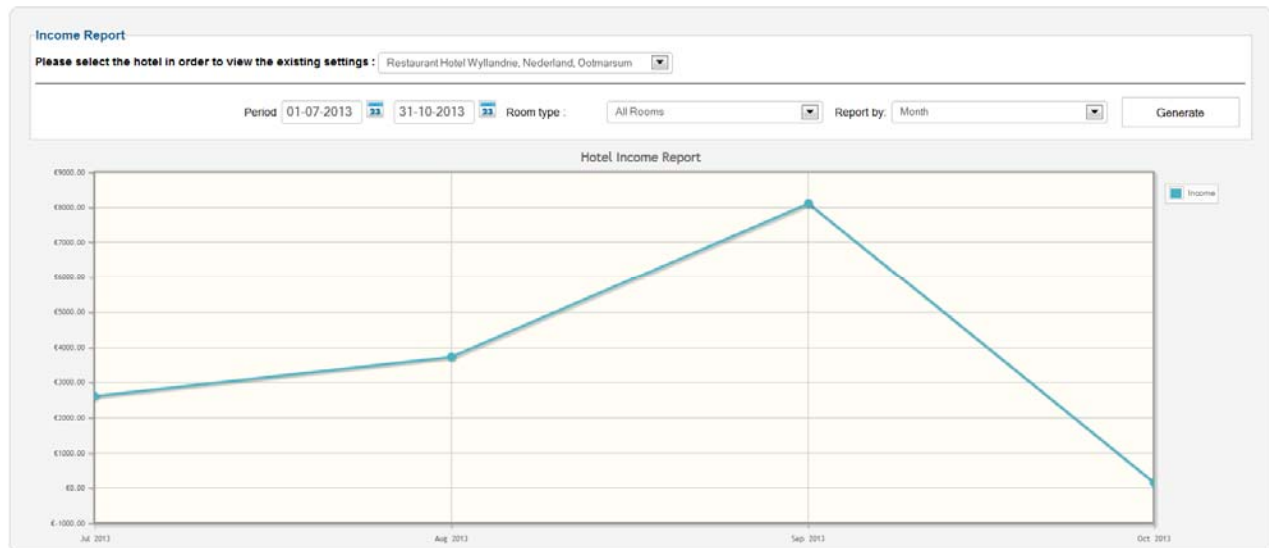 Income Report
Please select the hotel in order to view the existing settings : Restaurant Hotel Wyllandrie, Nederland, Ootmarsum
Period 01-07-2013 23 31-10-2013 23 Room type : All Rooms Report by: Month Generate
Hotel Income Report
€9000.00
Income
€8000.00
€7000.00
€6000.00
€5000.00
€4000.00
€3000.00
€2000.00
€1000.00
€0.00
€-1000.00
Jul 2013 Aug 2013 Sep 2013 Oct 2013